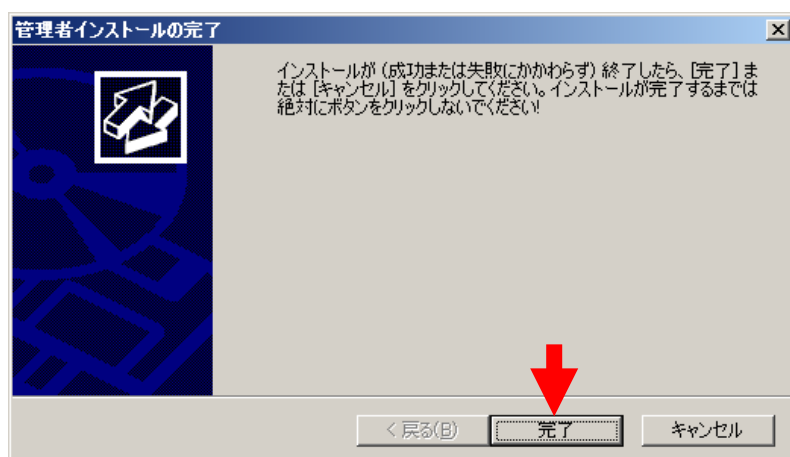 管理者インストールの完了
インストールが (成功または失敗にかかわらず) 終了したら、[完了] ま
たは [キャンセル] をクリックしてください。インストールが完了するまでは
絶対にボタンをクリックしないでください!
< 戻る(B) 完了 キャンセル